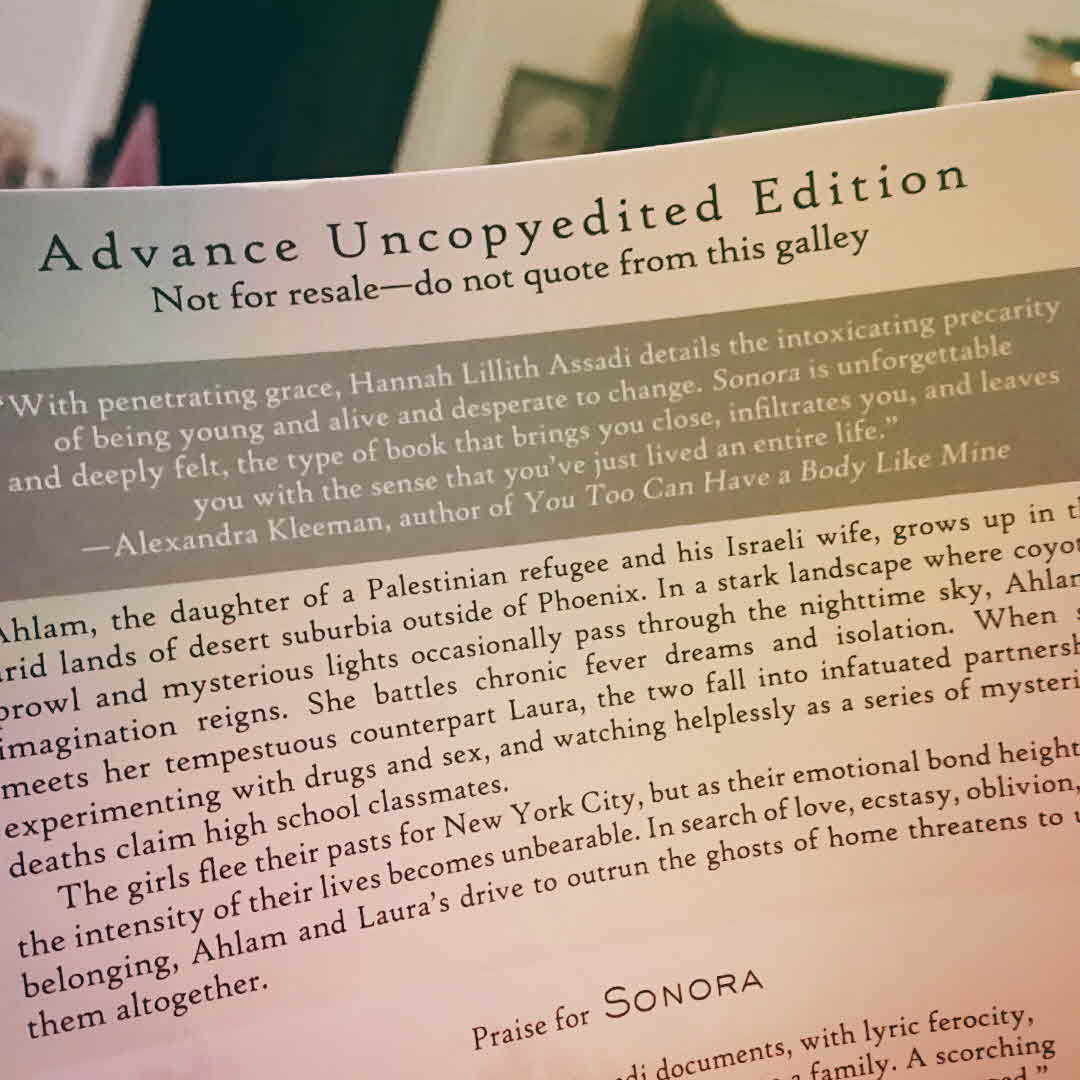 Advance Uncopyedited Edition
Not for resale—do not quote from this galley
“With penetrating grace, Hannah Lillith Assadi details the intoxicating precarity
of being young and alive and desperate to change. Sonora is unforgettable
and deeply felt, the type of book that brings you close, infiltrates you, and leaves
you with the sense that you’ve just lived an entire life.”
—Alexandra Kleeman, author of You Too Can Have a Body Like Mine
Ahlam, the daughter of a Palestinian refugee and his Israeli wife, grows up in
lands of desert suburbia outside of Phoenix. In a stark landscape where
prowl and mysterious lights occasionally pass through the nighttime sky,
imagination reigns. She battles chronic fever dreams and isolation. When
meets her tempestuous counterpart Laura, the two fall into infatuated
experimenting with drugs and sex, and watching helplessly as a series of
deaths claim high school classmates.
The girls flee their pasts for New York City, but as their emotional bond
the intensity of their lives becomes unbearable. In search of love, ecstasy, oblivion,
belonging, Ahlam and Laura’s drive to outrun the ghosts of home threatens to
them altogether.
Praise for SONORA
documents, with lyric ferocity,
family. A scorching